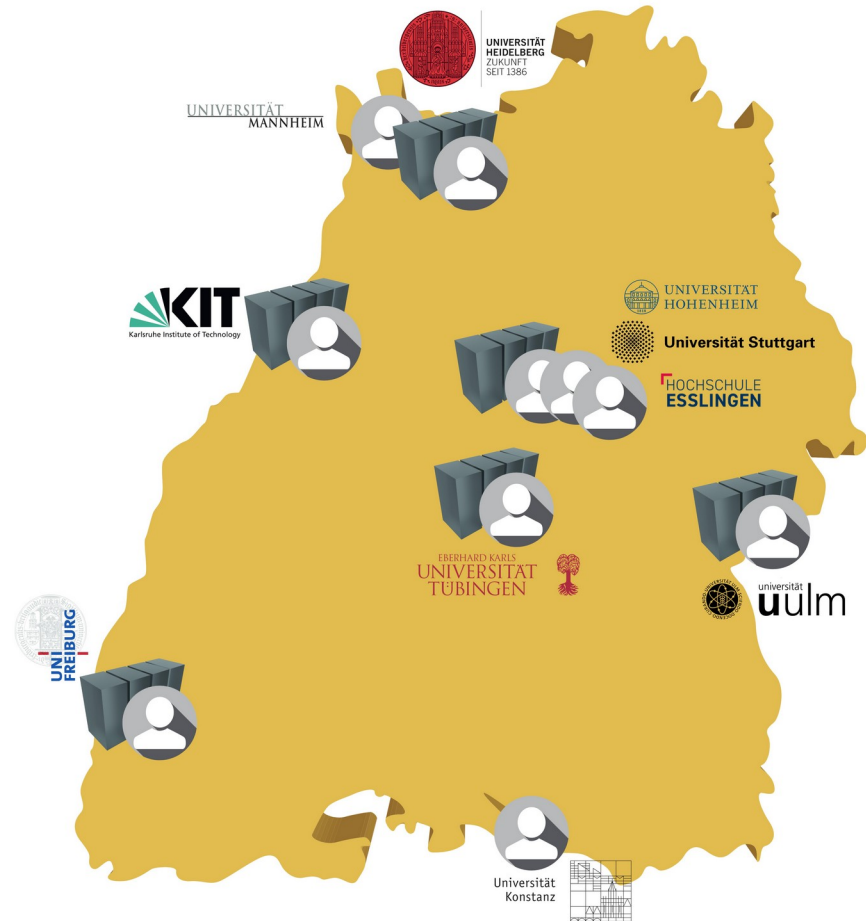 UNIVERSITÄT
HEIDELBERG
ZUKUNFT
SEIT 1386
UNIVERSITÄT
MANNHEIM
KIT
Karlsruhe Institute of Technology
UNIVERSITÄT
HOHENHEIM
Universität Stuttgart
HOCHSCHULE
ESSLINGEN
EBERHARD KARLS
UNIVERSITÄT
TÜBINGEN
universität
uulm
UNI
FREIBURG
Universität
Konstanz